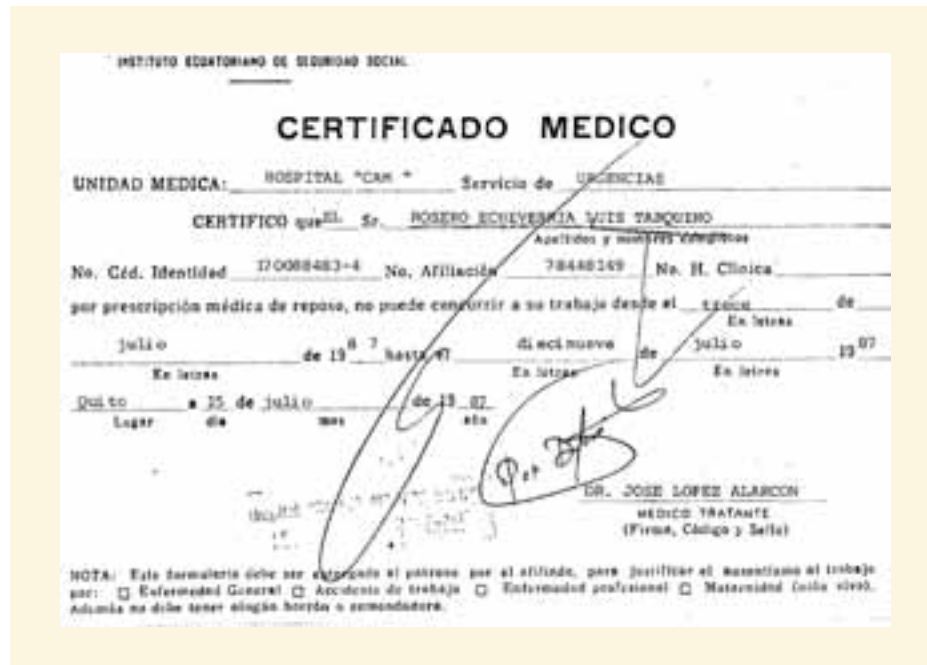 INSTITUTO ECUATORIANO DE SEGURIDAD SOCIAL
CERTIFICADO MEDICO
UNIDAD MEDICA: HOSPITAL "CAM " Servicio de URGENCIAS
CERTIFICO que EL Sr. ROSERO ECHEVERRIA LUIS TARQUINO
Apellidos y nombres completos
No. Céd. Identidad 170088483-4 No. Afiliación 78448149 No. H. Clínica
por prescripción médica de reposo, no puede concurrir a su trabajo desde el trece de
En letras
julio de 19 8 7 hasta el diecinueve de julio 19 87
En letras En letras En letras
Quito a 15 de julio de 19 87
Lugar día mes año
Por
DR. JOSE LOPEZ ALARCON
MEDICO TRATANTE
(Firma, Código y Sello)
NOTA: Este formulario debe ser entregado al patrono por el afiliado, para justificar el ausentismo al trabajo
por: Enfermedad General Accidente de trabajo Enfermedad profesional Maternidad (niño vivo).
Además no debe tener ningún borrón o enmendadura.